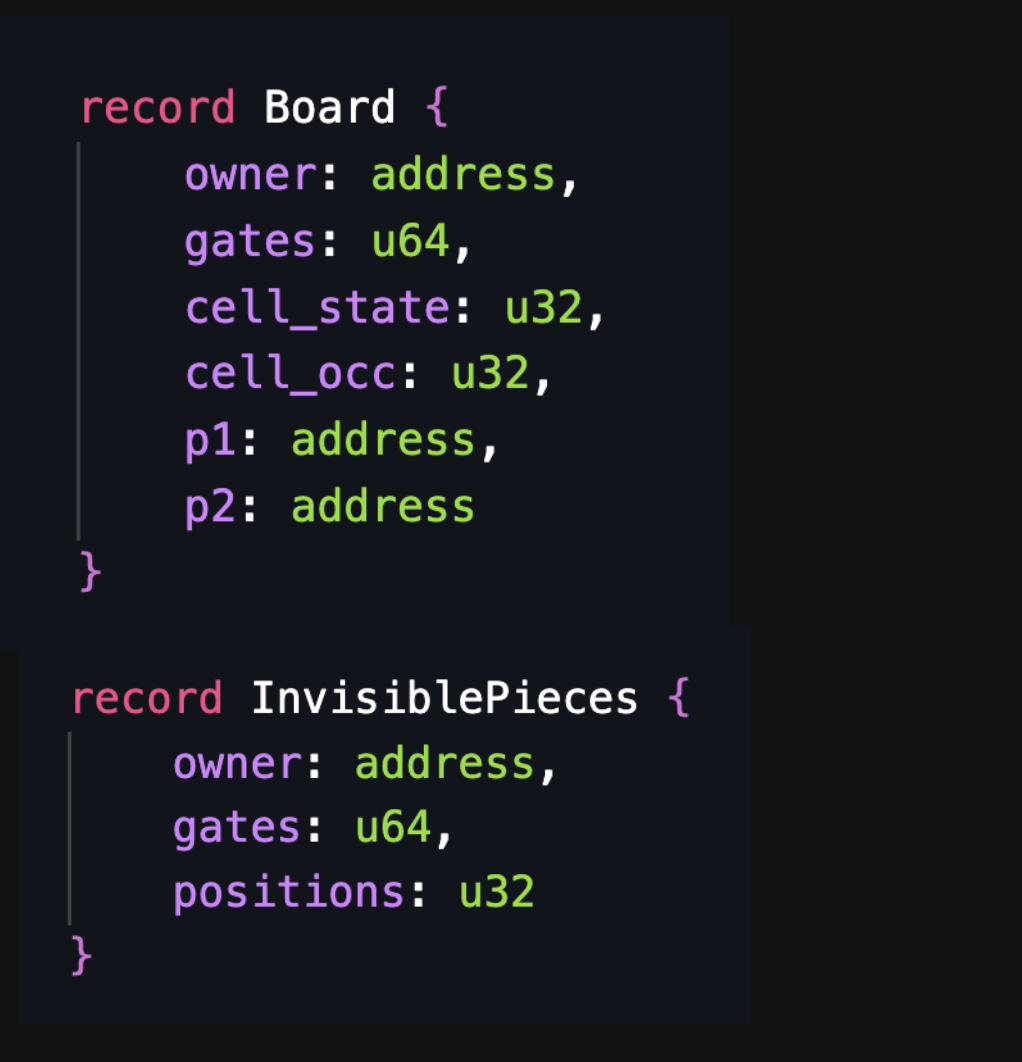 record Board {
    owner: address,
    gates: u64,
    cell_state: u32,
    cell_occ: u32,
    p1: address,
    p2: address
}
record InvisiblePieces {
    owner: address,
    gates: u64,
    positions: u32
}